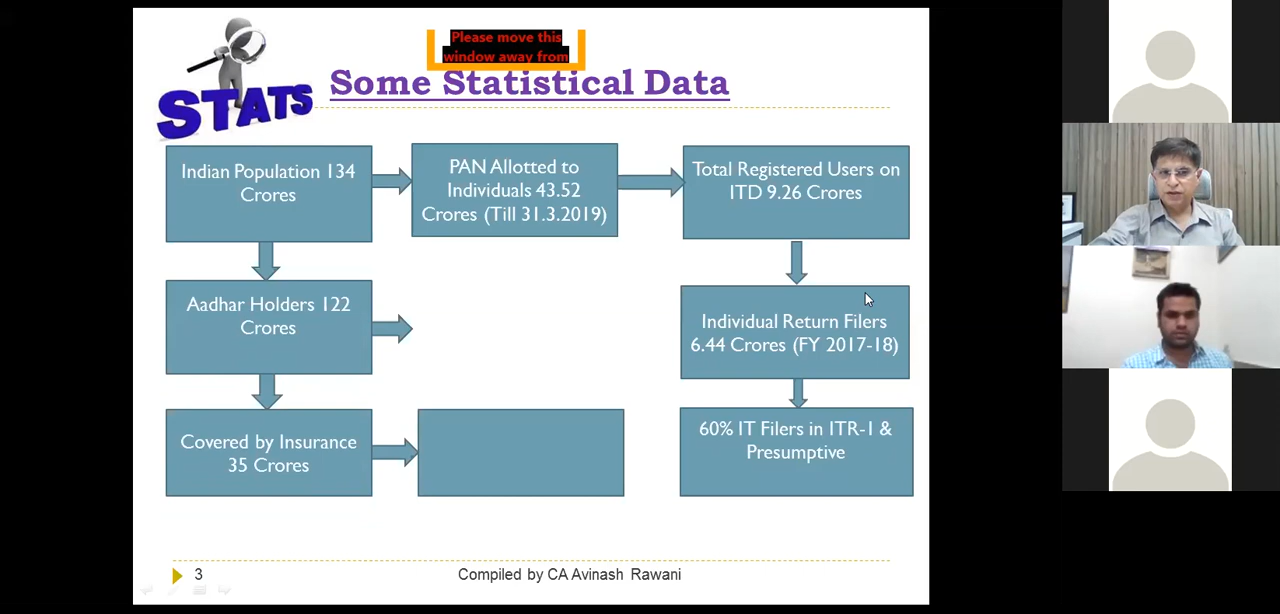 Please move this
window away from
STATS
Some Statistical Data
Indian Population 134
Crores
PAN Allotted to
Individuals 43.52
Crores (Till 31.3.2019)
Total Registered Users on
ITD 9.26 Crores
Aadhar Holders 122
Crores
Individual Return Filers
6.44 Crores (FY 2017-18)
Covered by Insurance
35 Crores
60% IT Filers in ITR-1 &
Presumptive
3
Compiled by CA Avinash Rawani